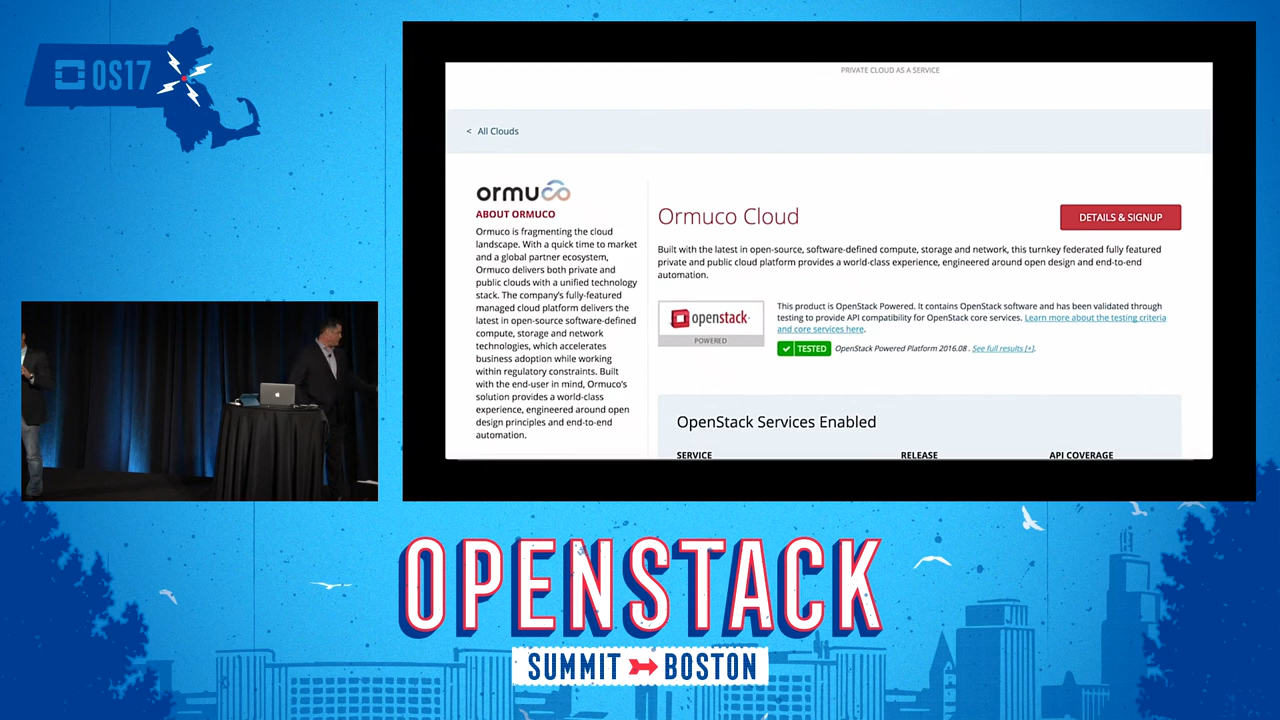 OS17
PRIVATE CLOUD AS A SERVICE
< All Clouds
ormuco
ABOUT ORMUCO
Ormuco is fragmenting the cloud
landscape. With a quick time to market
and a global partner ecosystem,
Ormuco delivers both private and
public clouds with a unified technology
stack. The company's fully-featured
managed cloud platform delivers the
latest in open-source software-defined
compute, storage and network
technologies, which accelerates
business adoption while working
within regulatory constraints. Built
with the end-user in mind, Ormuco's
solution provides a world-class
experience, engineered around open
design principles and end-to-end
automation.
Ormuco Cloud
DETAILS & SIGNUP
Built with the latest in open-source, software-defined compute, storage and network, this turnkey federated fully featured
private and public cloud platform provides a world-class experience, engineered around open design and end-to-end
automation.
openstack
POWERED
This product is OpenStack Powered. It contains OpenStack software and has been validated through
testing to provide API compatibility for OpenStack core services. Learn more about the testing criteria
and core services here.
TESTED OpenStack Powered Platform 2016.08 . See full results [+].
OpenStack Services Enabled
SERVICE RELEASE API COVERAGE
OPENSTACK
SUMMIT BOSTON